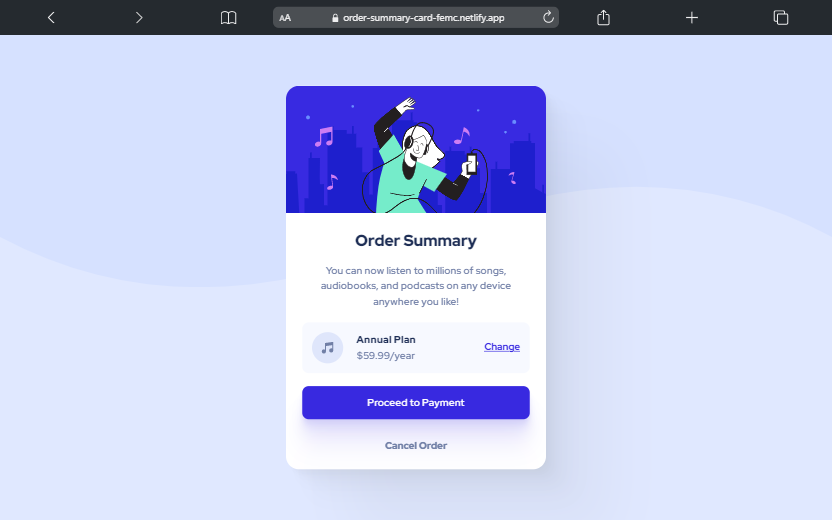 AA order-summary-card-femc.netlify.app
Order Summary
You can now listen to millions of songs,
audiobooks, and podcasts on any device
anywhere you like!
Annual Plan
$59.99/year
Change
Proceed to Payment
Cancel Order